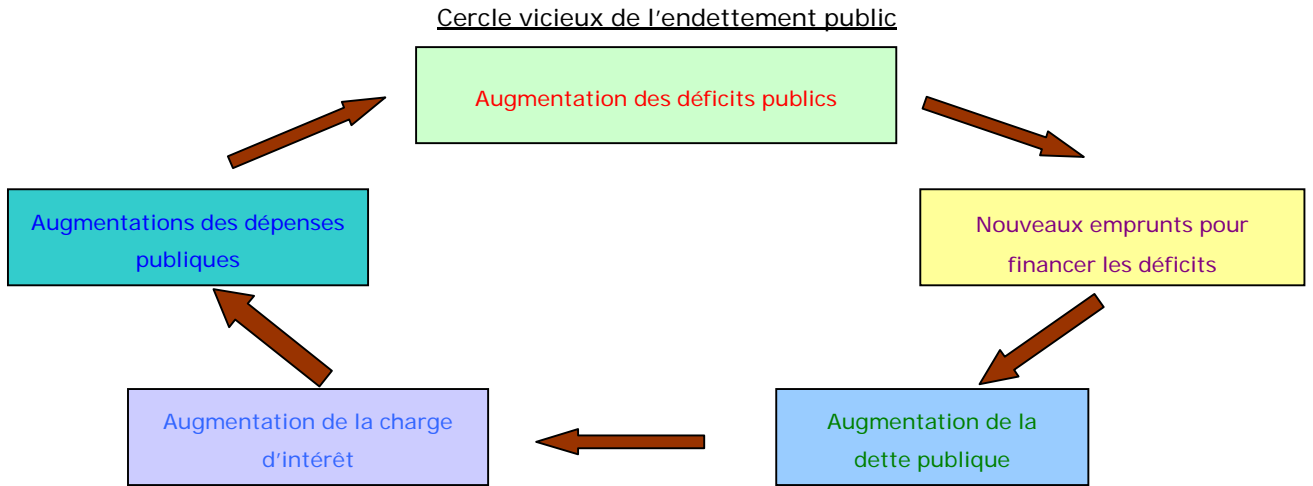 Cercle vicieux de l'endettement public
Augmentation des déficits publics
Augmentations des dépenses
publiques
Nouveaux emprunts pour
financer les déficits
Augmentation de la charge
d'intérêt
Augmentation de la
dette publique